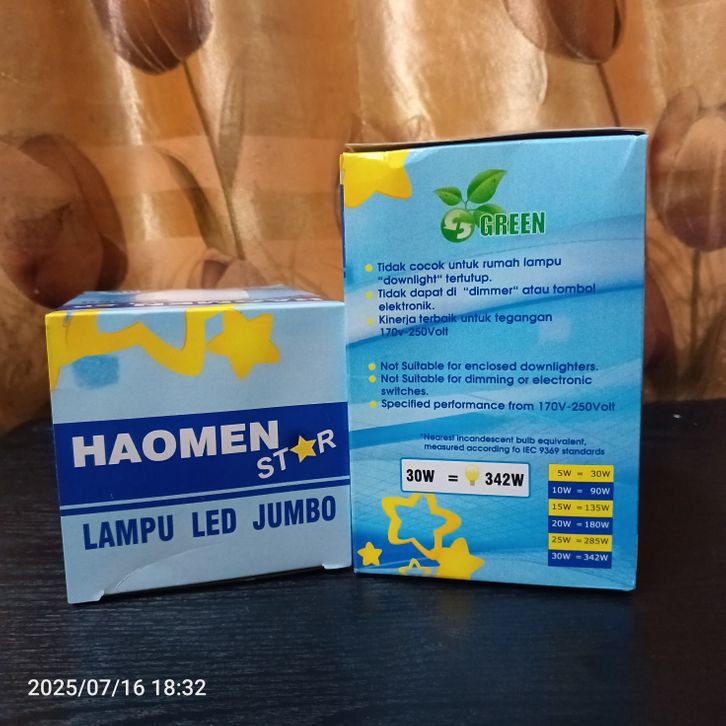 HAOMEN
STAR
LAMPU LED JUMBO
GREEN
Tidak cocok untuk rumah lampu
"downlight" tertutup.
Tidak dapat di "dimmer" atau tombol
elektronik.
Kinerja terbaik untuk tegangan
170v-250Volt
Not Suitable for enclosed downlighters.
Not Suitable for dimming or electronic
switches.
Specified performance from 170V-250Volt
*Nearest incandescent bulb equivalent,
measured according to IEC 9369 standards
30W = 342W
5W = 30W
10W = 90W
15W = 135W
20W = 180W
25W = 285W
30W = 342W
2025/07/16 18:32